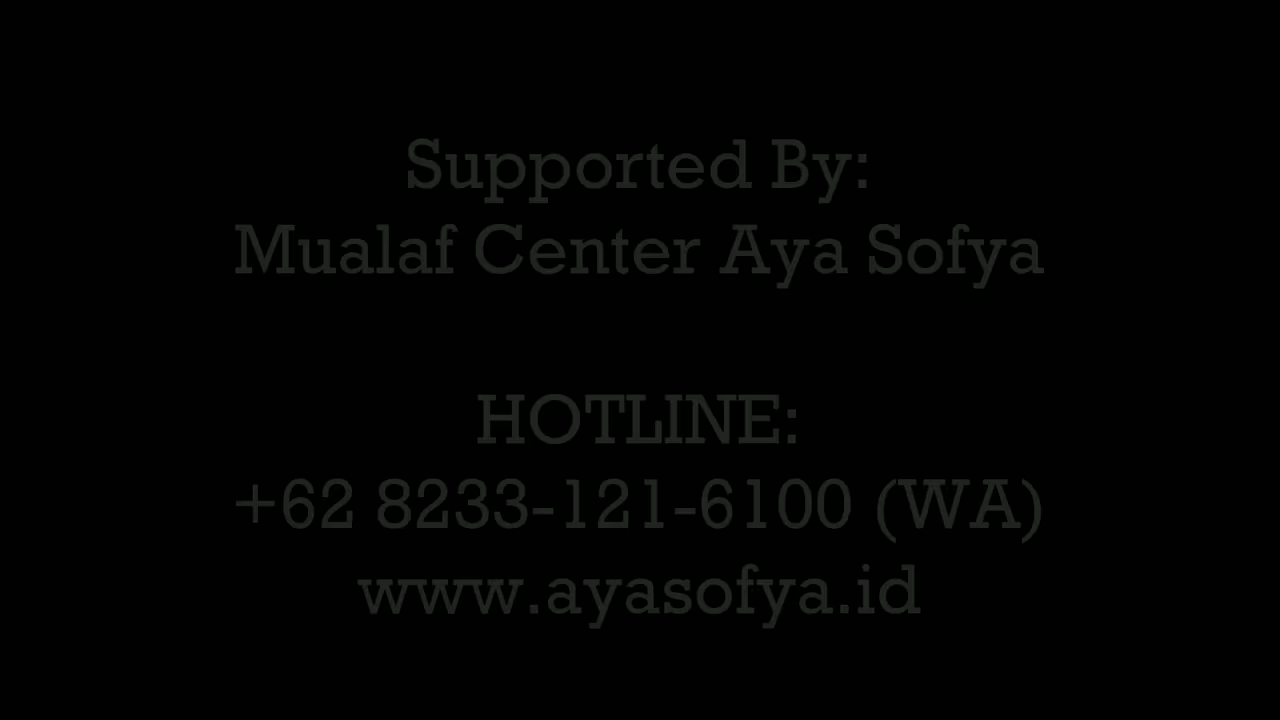 Supported By:
Mualaf Center Aya Sofya
HOTLINE:
+62 8233-121-6100 (WA)
www.ayasofya.id